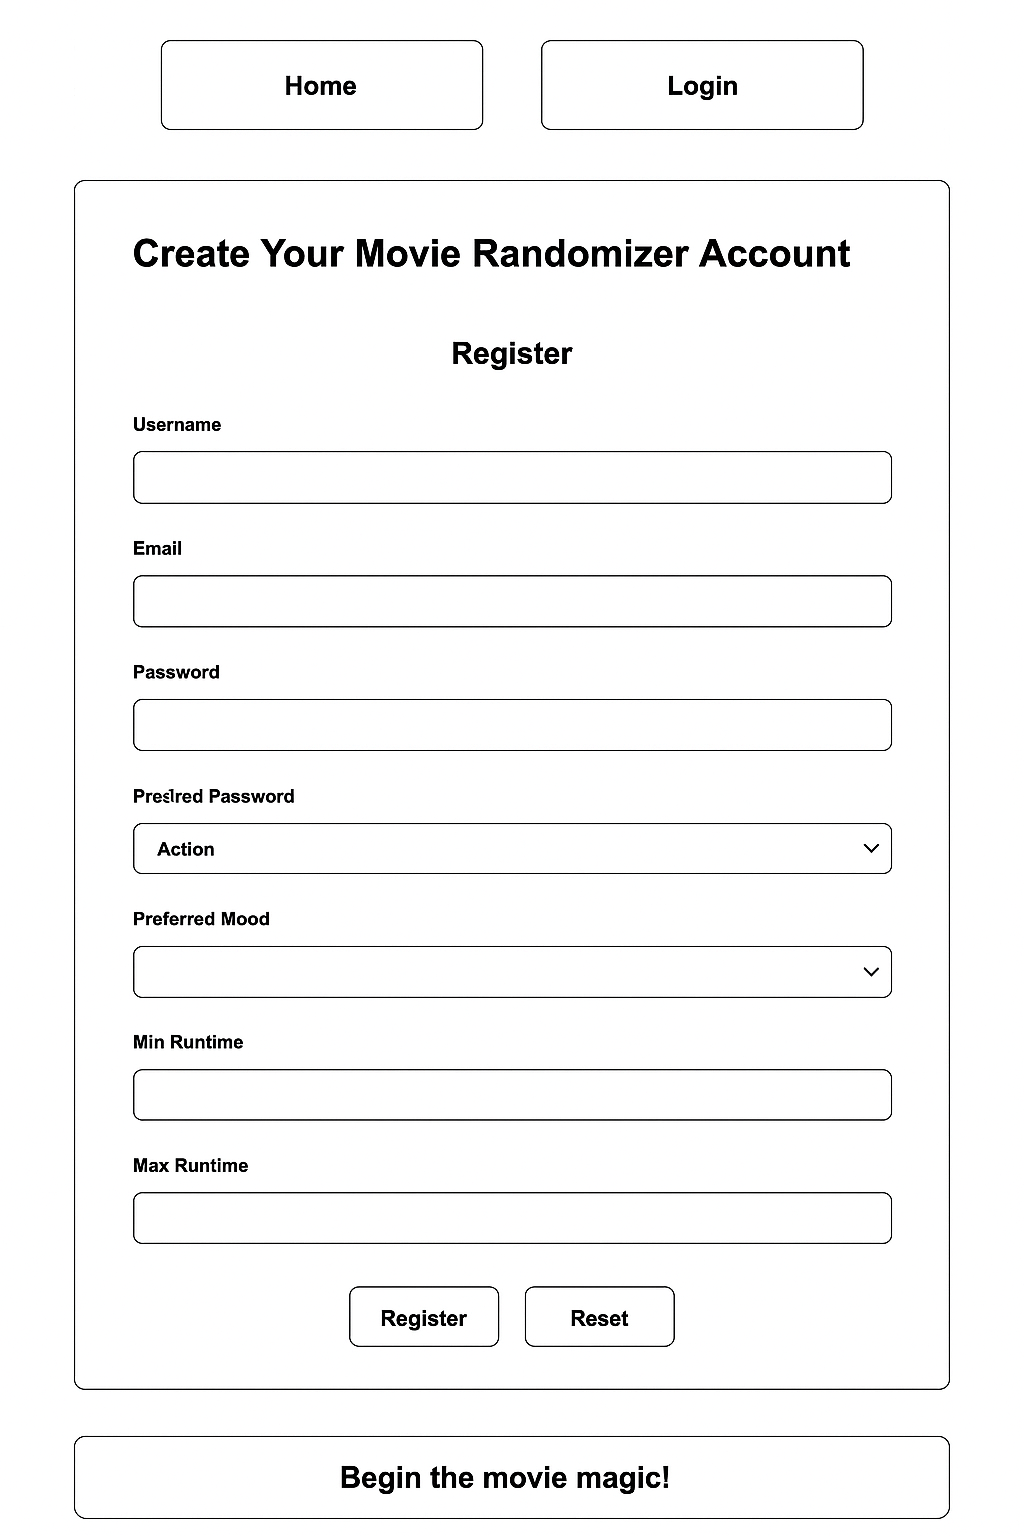 Home
Login
Create Your Movie Randomizer Account
Register
Username
Email
Password
Password
Action
Preferred Mood
Min Runtime
Max Runtime
Register
Reset
Begin the movie magic!